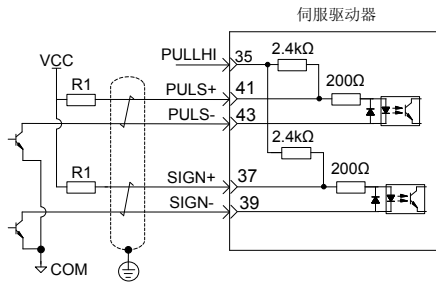 伺服驱动器
PULLHI 35
2.4kΩ
VCC
R1
PULS+ 41
200Ω
PULS- 43
2.4kΩ
R1
SIGN+ 37
200Ω
SIGN- 39
COM